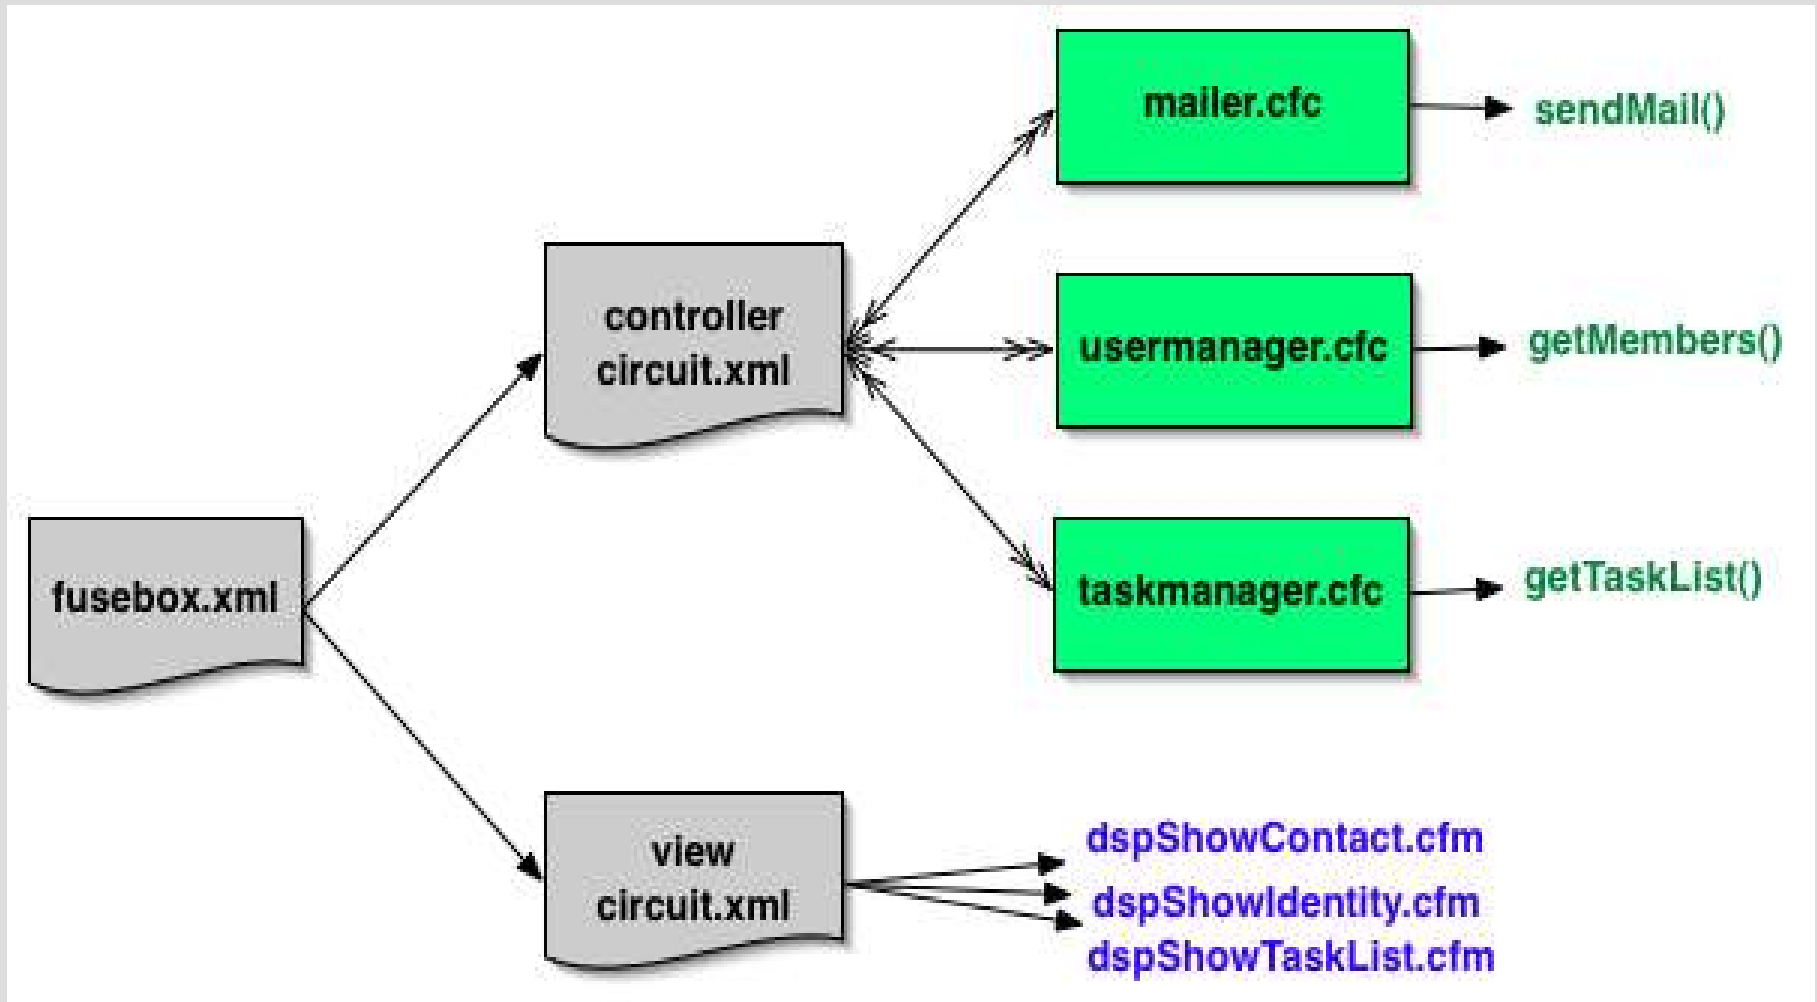 mailer.cfc
sendMail()
controller
circuit.xml
usermanager.cfc
getMembers()
fusebox.xml
taskmanager.cfc
getTaskList()
view
circuit.xml
dspShowContact.cfm
dspShowIdentity.cfm
dspShowTaskList.cfm